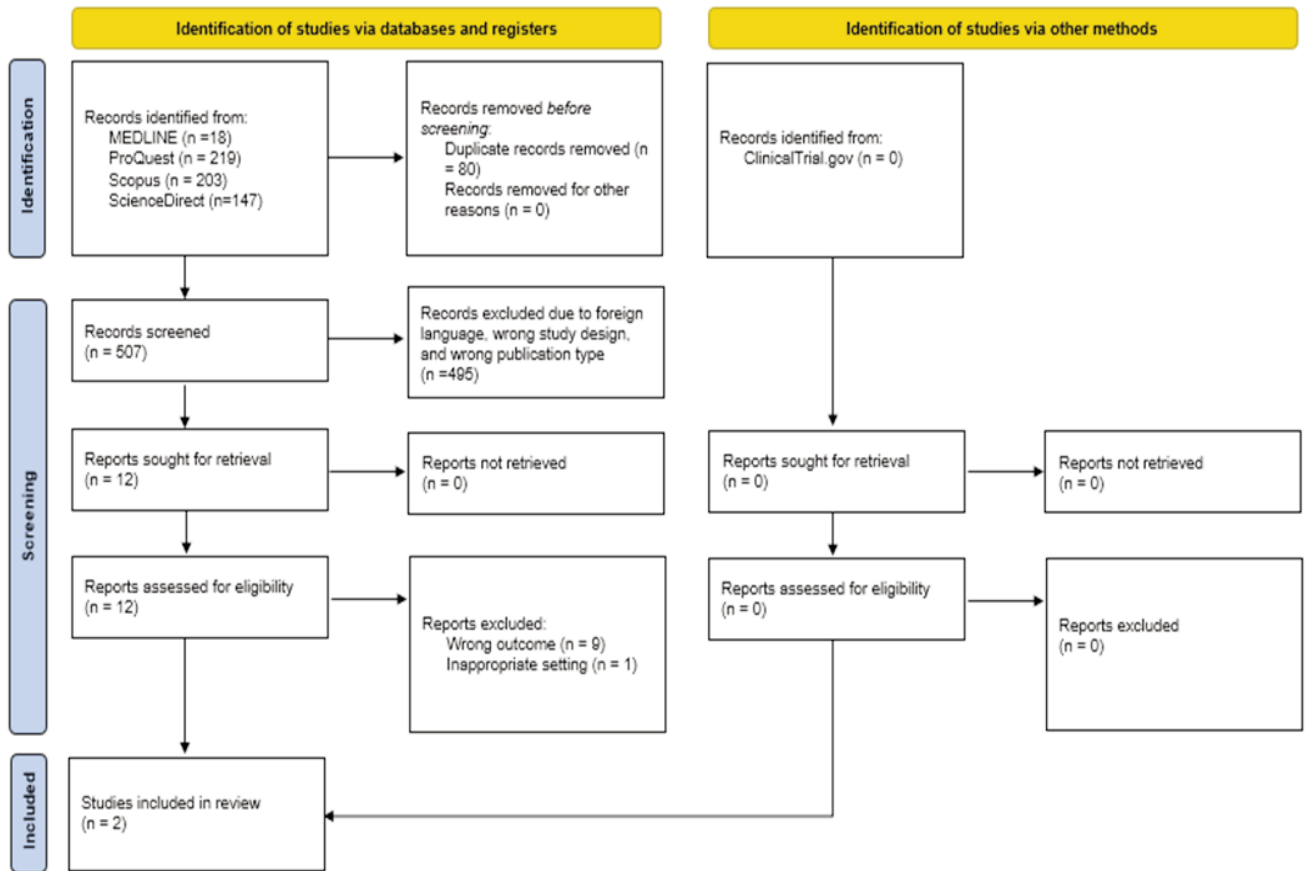 Identification of studies via databases and registers
Identification of studies via other methods
Identification
Records identified from:
MEDLINE (n =18)
ProQuest (n = 219)
Scopus (n = 203)
ScienceDirect (n=147)
Records removed before
screening:
Duplicate records removed (n
= 80)
Records removed for other
reasons (n = 0)
Records identified from:
ClinicalTrial.gov (n = 0)
Screening
Records screened
(n = 507)
Records excluded due to foreign
language, wrong study design,
and wrong publication type
(n =495)
Reports sought for retrieval
(n = 12)
Reports not retrieved
(n = 0)
Reports sought for retrieval
(n = 0)
Reports not retrieved
(n = 0)
Reports assessed for eligibility
(n = 12)
Reports excluded:
Wrong outcome (n = 9)
Inappropriate setting (n = 1)
Reports assessed for eligibility
(n = 0)
Reports excluded
(n = 0)
Included
Studies included in review
(n = 2)